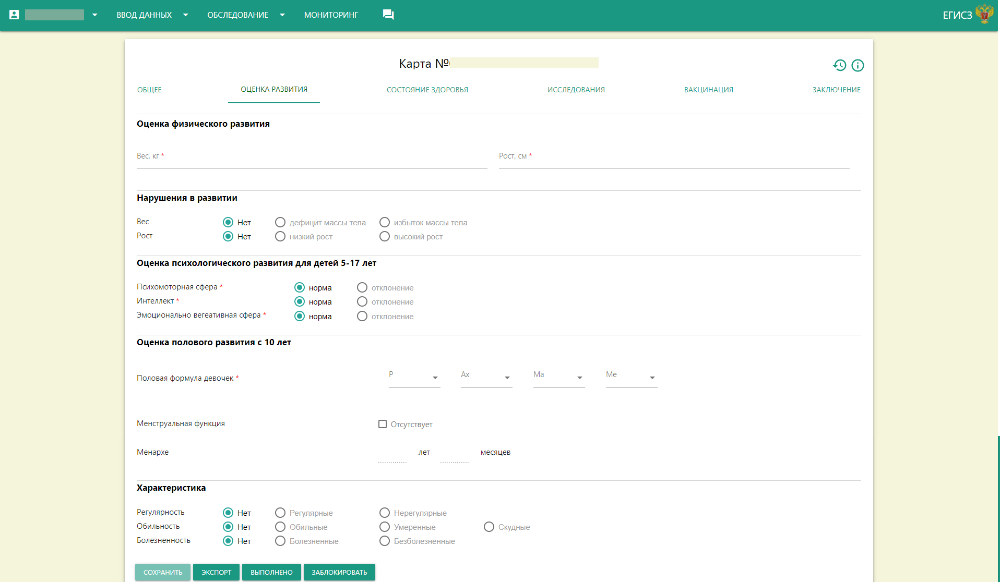 ВВОД ДАННЫХ ОБСЛЕДОВАНИЕ МОНИТОРИНГ ЕГИСЗ
Карта №
ОБЩЕЕ ОЦЕНКА РАЗВИТИЯ СОСТОЯНИЕ ЗДОРОВЬЯ ИССЛЕДОВАНИЯ ВАКЦИНАЦИЯ ЗАКЛЮЧЕНИЕ
Оценка физического развития
Вес, кг * Рост, см *
Нарушения в развитии
Вес Нет дефицит массы тела избыток массы тела
Рост Нет низкий рост высокий рост
Оценка психологического развития для детей 5-17 лет
Психомоторная сфера * норма отклонение
Интеллект * норма отклонение
Эмоционально вегеативная сфера * норма отклонение
Оценка полового развития с 10 лет
Половая формула девочек * P Ax Ma Me
Менструальная функция Отсутствует
Менархе лет месяцев
Характеристика
Регулярность Нет Регулярные Нерегулярные
Обильность Нет Обильные Умеренные Скудные
Болезненность Нет Болезненные Безболезненные
СОХРАНИТЬ ЭКСПОРТ ВЫПОЛНЕНО ЗАБЛОКИРОВАТЬ